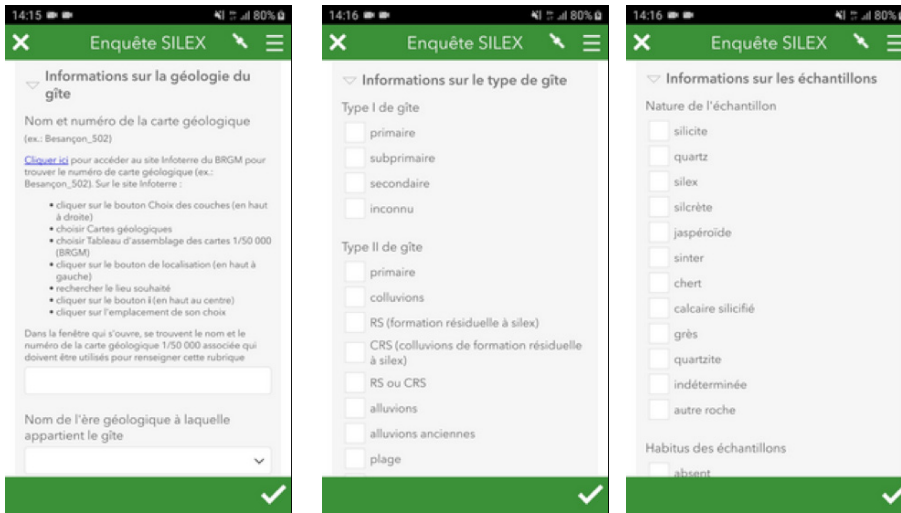 14:15
80%
Enquête SILEX
Informations sur la géologie du
gîte
Nom et numéro de la carte géologique
(ex.: Besançon_502)
Cliquer ici pour accéder au site Infoterre du BRGM pour
trouver le numéro de carte géologique (ex.:
Besançon_502). Sur le site Infoterre :
• cliquer sur le bouton Choix des couches (en haut
à droite)
• choisir Cartes géologiques
• choisir Tableau d'assemblage des cartes 1/50 000
(BRGM)
• cliquer sur le bouton de localisation (en haut à
gauche)
• rechercher le lieu souhaité
• cliquer sur le bouton i (en haut au centre)
• cliquer sur l'emplacement de son choix
Dans la fenêtre qui s'ouvre, se trouvent le nom et le
numéro de la carte géologique 1/50 000 associée qui
doivent être utilisés pour renseigner cette rubrique
Nom de l'ère géologique à laquelle
appartient le gîte
14:16
80%
Enquête SILEX
Informations sur le type de gîte
Type I de gîte
primaire
subprimaire
secondaire
inconnu
Type II de gîte
primaire
colluvions
RS (formation résiduelle à silex)
CRS (colluvions de formation résiduelle
à silex)
RS ou CRS
alluvions
alluvions anciennes
plage
14:16
80%
Enquête SILEX
Informations sur les échantillons
Nature de l'échantillon
silicite
quartz
silex
silcrète
jaspéroïde
sinter
chert
calcaire silicifié
grès
quartzite
indéterminée
autre roche
Habitus des échantillons
absent